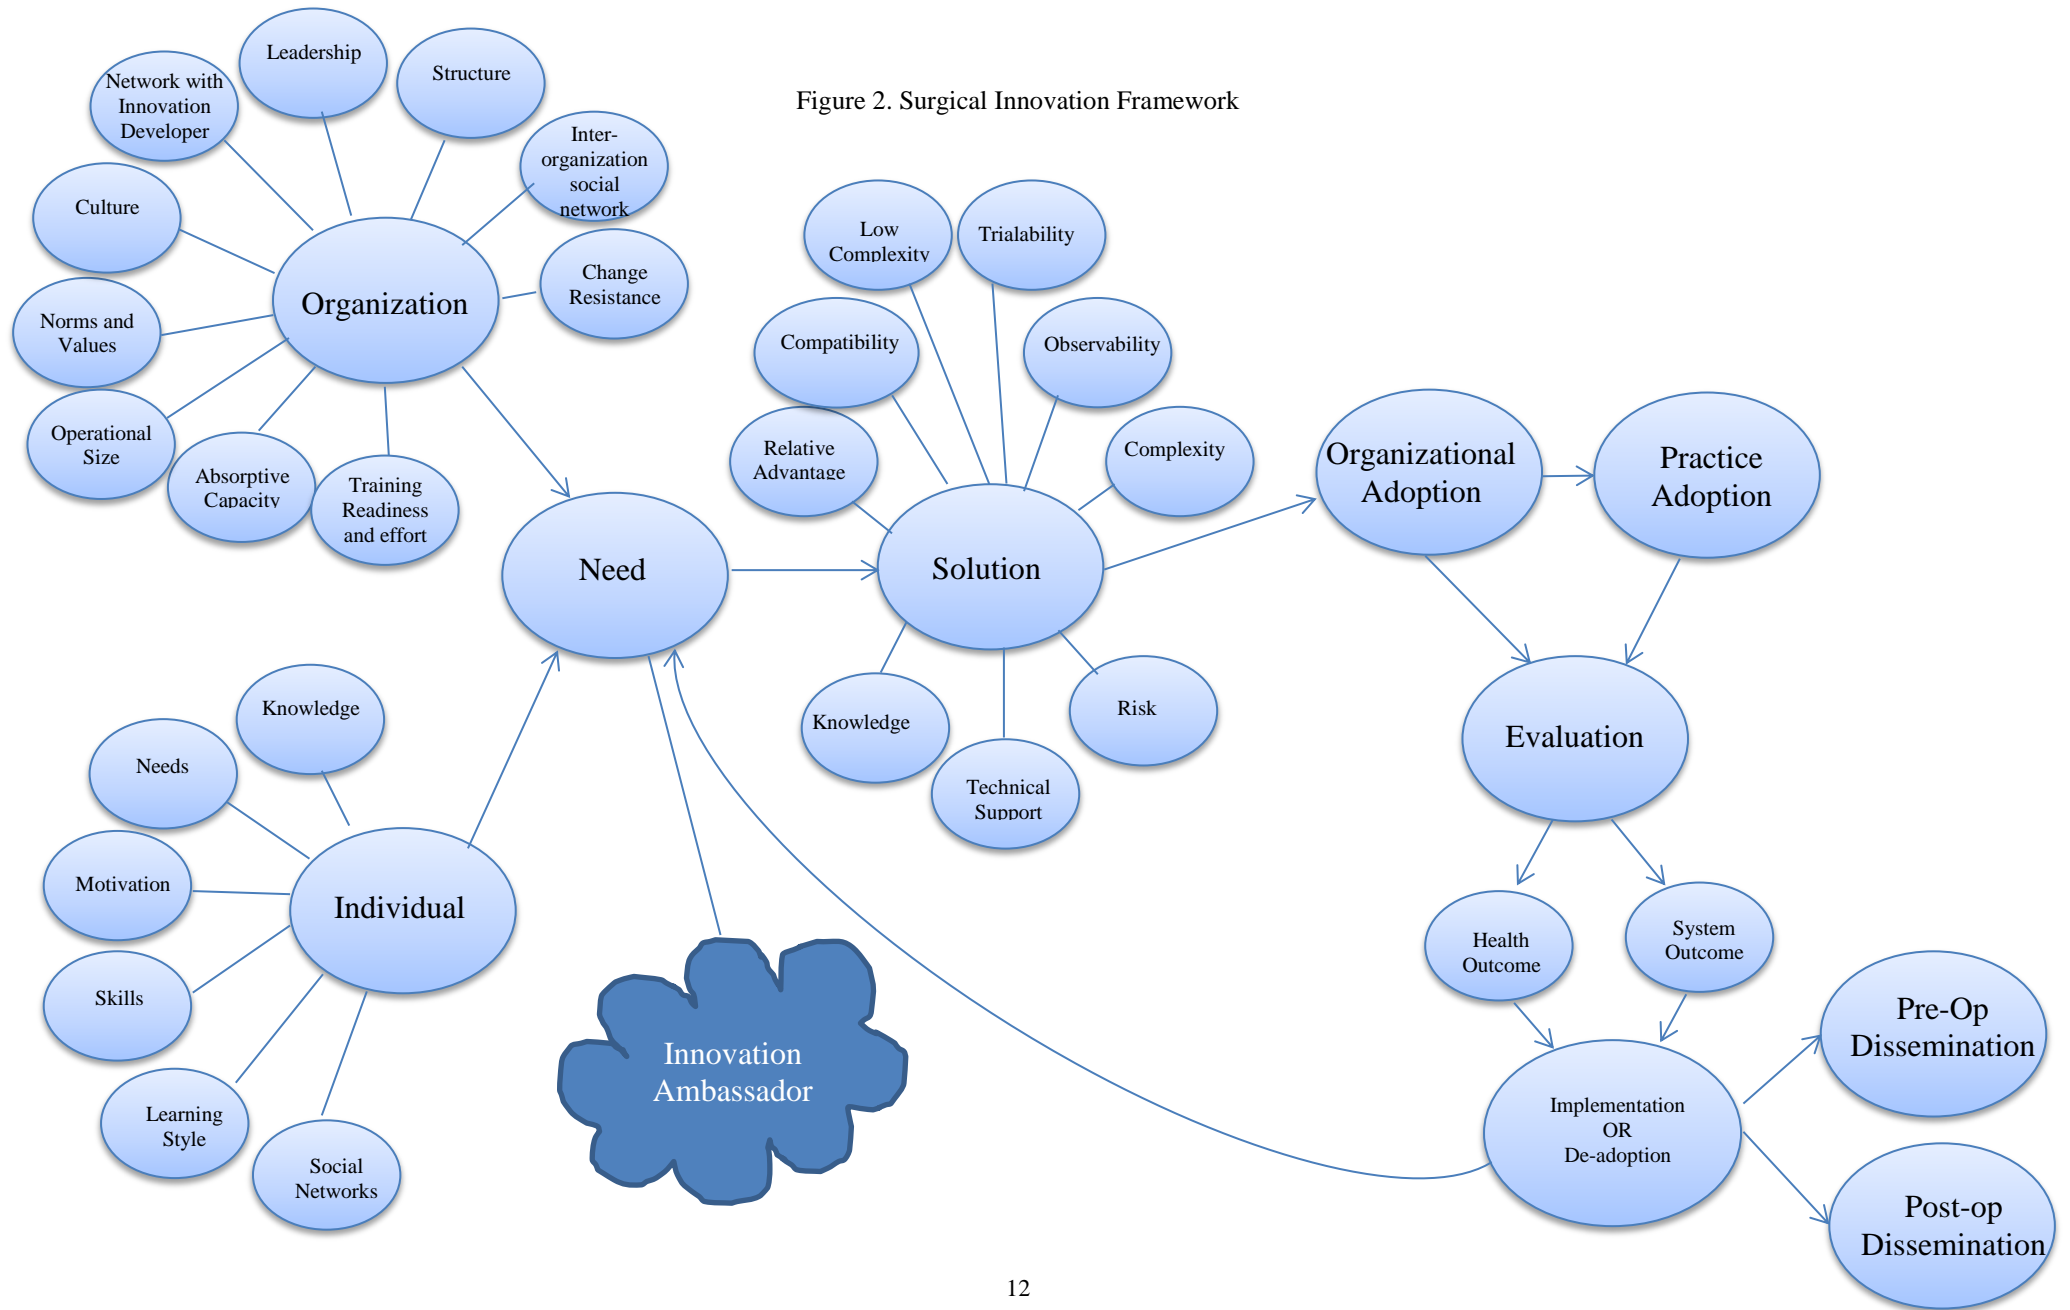 Figure 2. Surgical Innovation Framework
Leadership
Structure
Network with
Innovation
Developer
Inter-
organization
social
network
Culture
Change
Resistance
Organization
Norms and
Values
Operational
Size
Absorptive
Capacity
Training
Readiness
and effort
Low
Complexity
Trialability
Compatibility
Observability
Relative
Advantage
Complexity
Need
Solution
Knowledge
Technical
Support
Risk
Organizational
Adoption
Practice
Adoption
Evaluation
Health
Outcome
System
Outcome
Implementation
OR
De-adoption
Pre-Op
Dissemination
Post-op
Dissemination
Knowledge
Needs
Motivation
Individual
Skills
Learning
Style
Social
Networks
Innovation
Ambassador
12